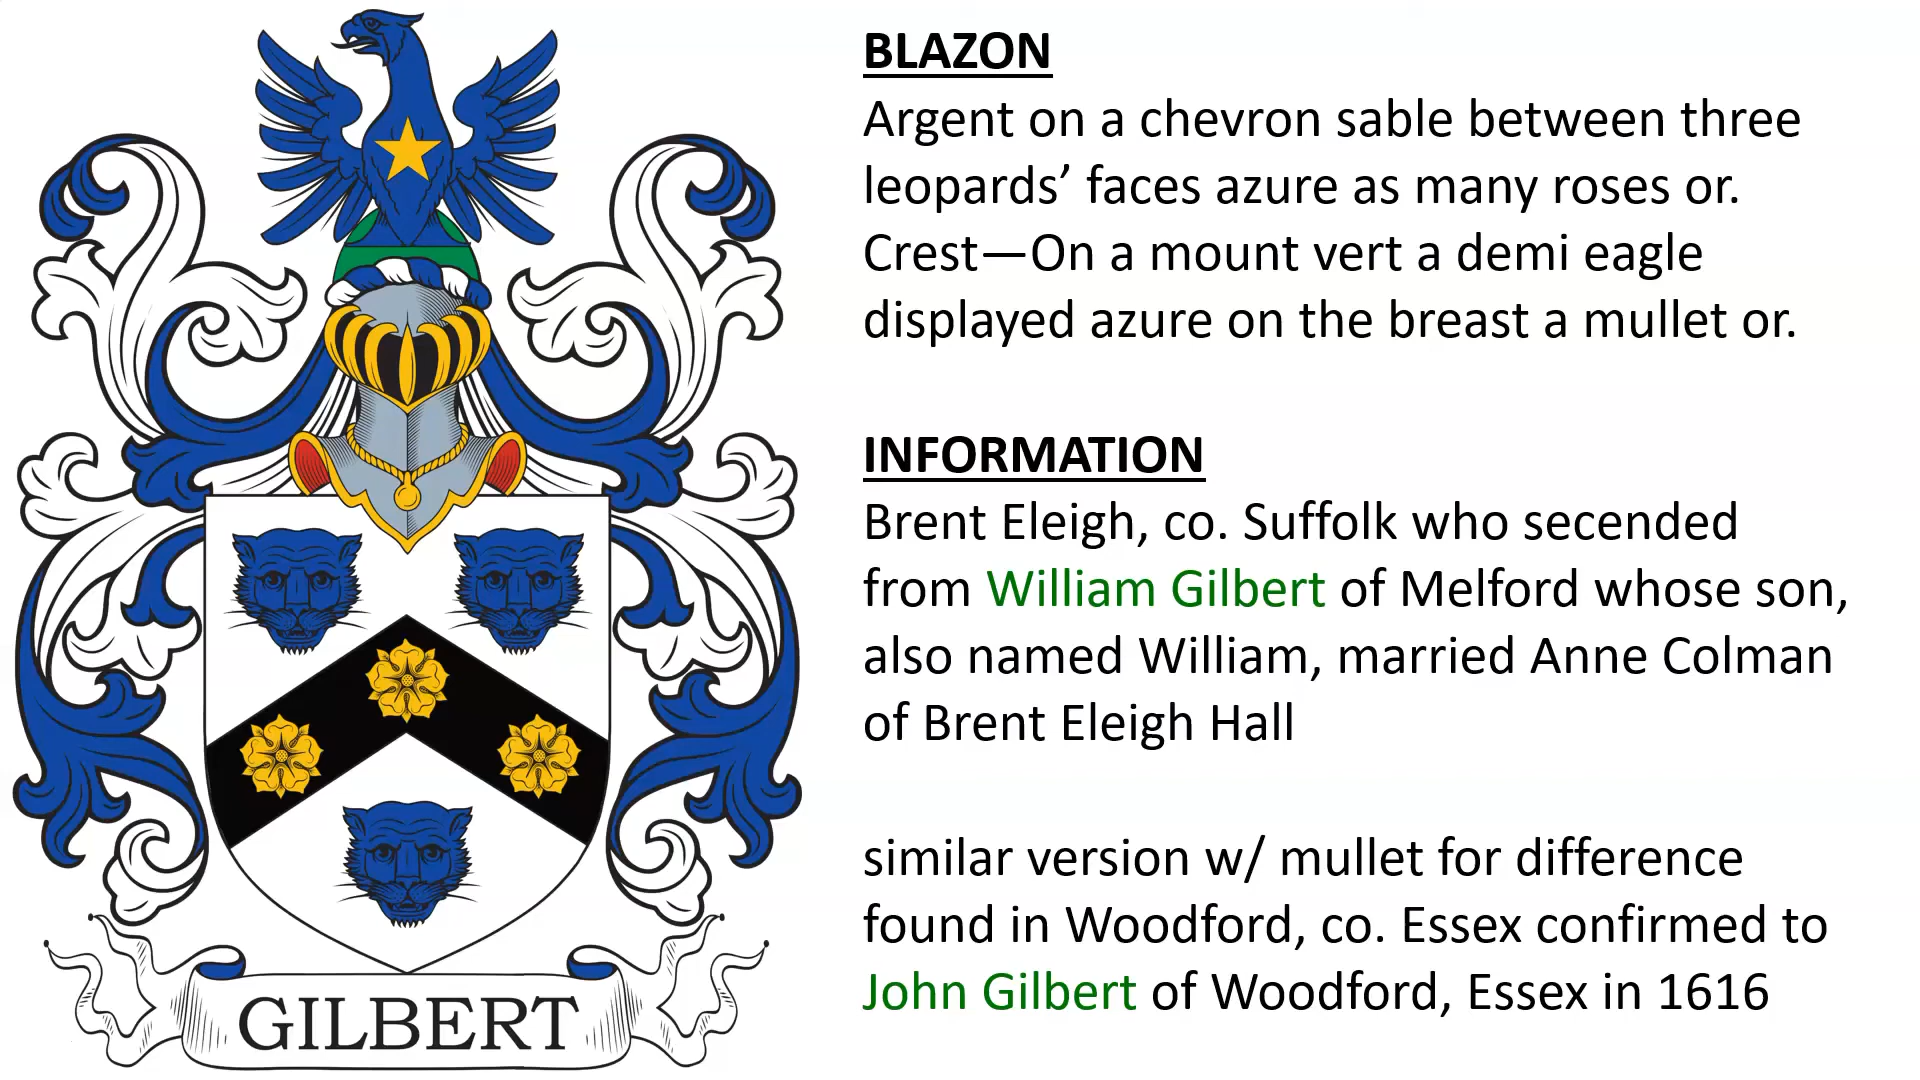 BLAZON
Argent on a chevron sable between three
leopards’ faces azure as many roses or.
Crest—On a mount vert a demi eagle
displayed azure on the breast a mullet or.
INFORMATION
Brent Eleigh, co. Suffolk who secended
from William Gilbert of Melford whose son,
also named William, married Anne Colman
of Brent Eleigh Hall
similar version w/ mullet for difference
found in Woodford, co. Essex confirmed to
John Gilbert of Woodford, Essex in 1616
GILBERT